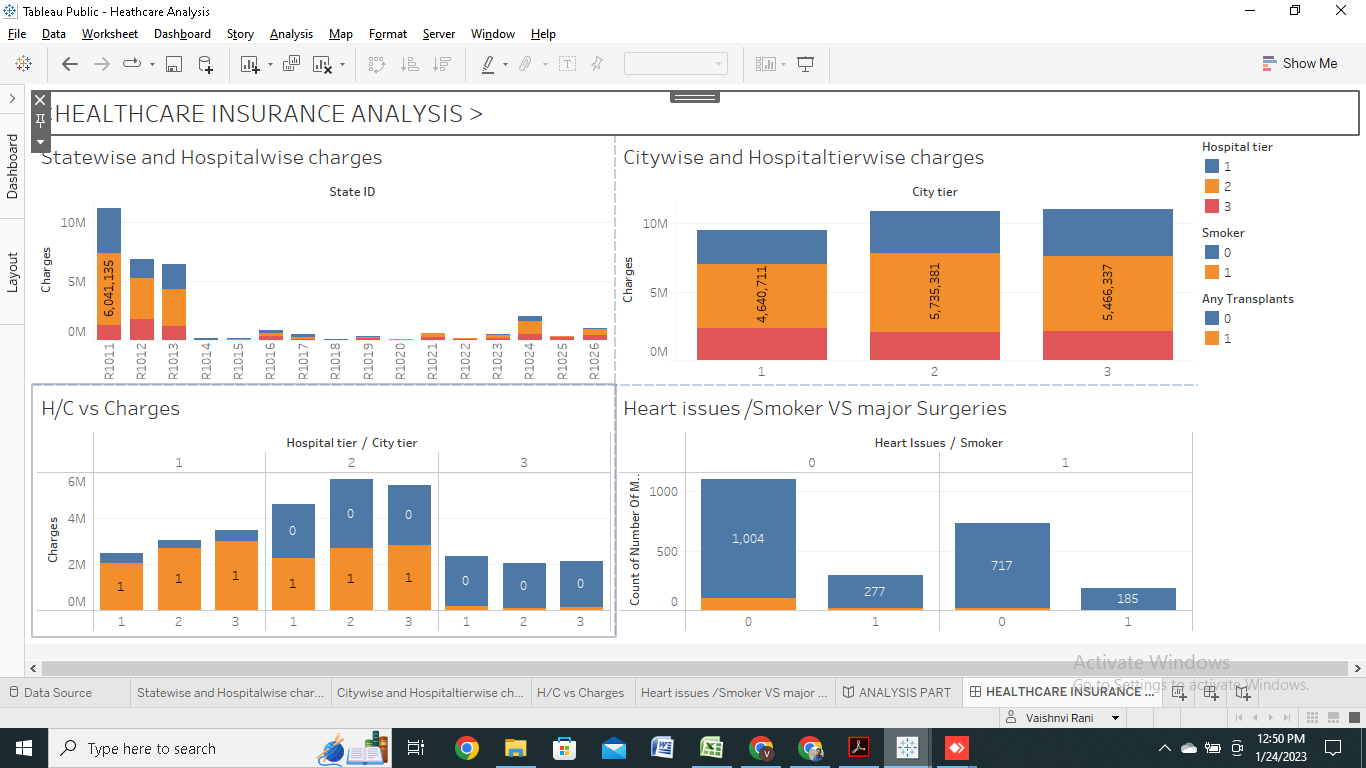 Tableau Public - Heathcare Analysis
File Data Worksheet Dashboard Story Analysis Map Format Server Window Help
Show Me
HEALTHCARE INSURANCE ANALYSIS >
Dashboard
Layout
Statewise and Hospitalwise charges
State ID
Charges
10M
5M
0M
6,041,135
R1011 R1012 R1013 R1014 R1015 R1016 R1017 R1018 R1019 R1020 R1021 R1022 R1023 R1024 R1025 R1026
Citywise and Hospitaltierwise charges
City tier
Charges
10M
5M
0M
4,640,711 5,735,381 5,466,337
1 2 3
Hospital tier
1
2
3
Smoker
0
1
Any Transplants
0
1
H/C vs Charges
Hospital tier / City tier
1 2 3
Charges
6M
4M
2M
0M
0 0 0 0 0 0
1 1 1 1 1 1
1 2 3 1 2 3 1 2 3
Heart issues /Smoker VS major Surgeries
Heart Issues / Smoker
0 1
Count of Number Of M..
1000
500
0
1,004 277 717 185
0 1 0 1
Activate Windows
Go to Settings to activate Windows.
Data Source Statewise and Hospitalwise char... Citywise and Hospitaltierwise ch... H/C vs Charges Heart issues /Smoker VS major ... ANALYSIS PART HEALTHCARE INSURANCE ...
Vaishnvi Rani
Type here to search
12:50 PM
1/24/2023